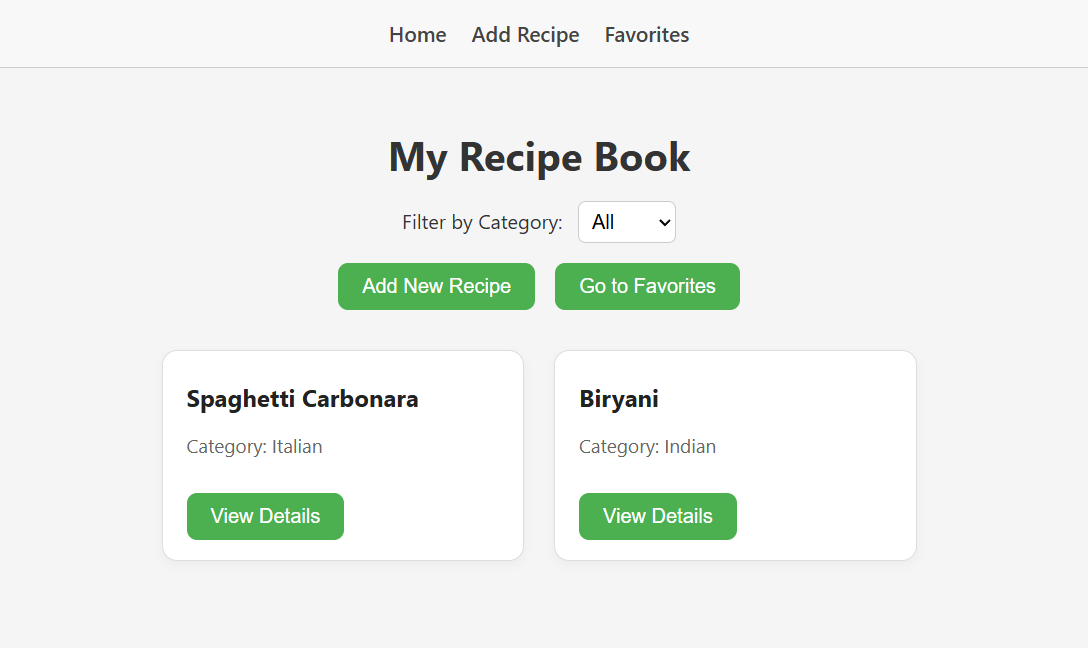 Home Add Recipe Favorites
My Recipe Book
Filter by Category: All
Add New Recipe Go to Favorites
Spaghetti Carbonara
Category: Italian
View Details
Biryani
Category: Indian
View Details